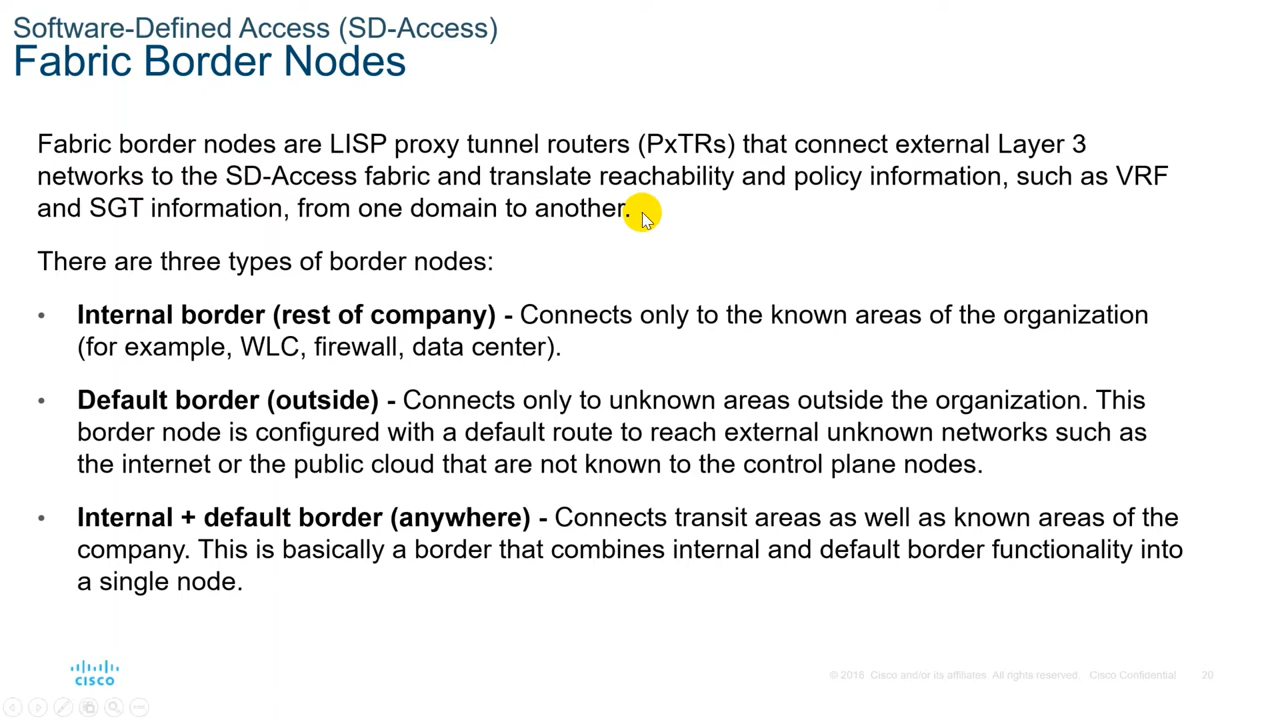 Software-Defined Access (SD-Access)
Fabric Border Nodes
Fabric border nodes are LISP proxy tunnel routers (PxTRs) that connect external Layer 3
networks to the SD-Access fabric and translate reachability and policy information, such as VRF
and SGT information, from one domain to another.
There are three types of border nodes:
• Internal border (rest of company) - Connects only to the known areas of the organization
(for example, WLC, firewall, data center).
• Default border (outside) - Connects only to unknown areas outside the organization. This
border node is configured with a default route to reach external unknown networks such as
the internet or the public cloud that are not known to the control plane nodes.
• Internal + default border (anywhere) - Connects transit areas as well as known areas of the
company. This is basically a border that combines internal and default border functionality into
a single node.
CISCO
© 2016 Cisco and/or its affiliates. All rights reserved. Cisco Confidential 20